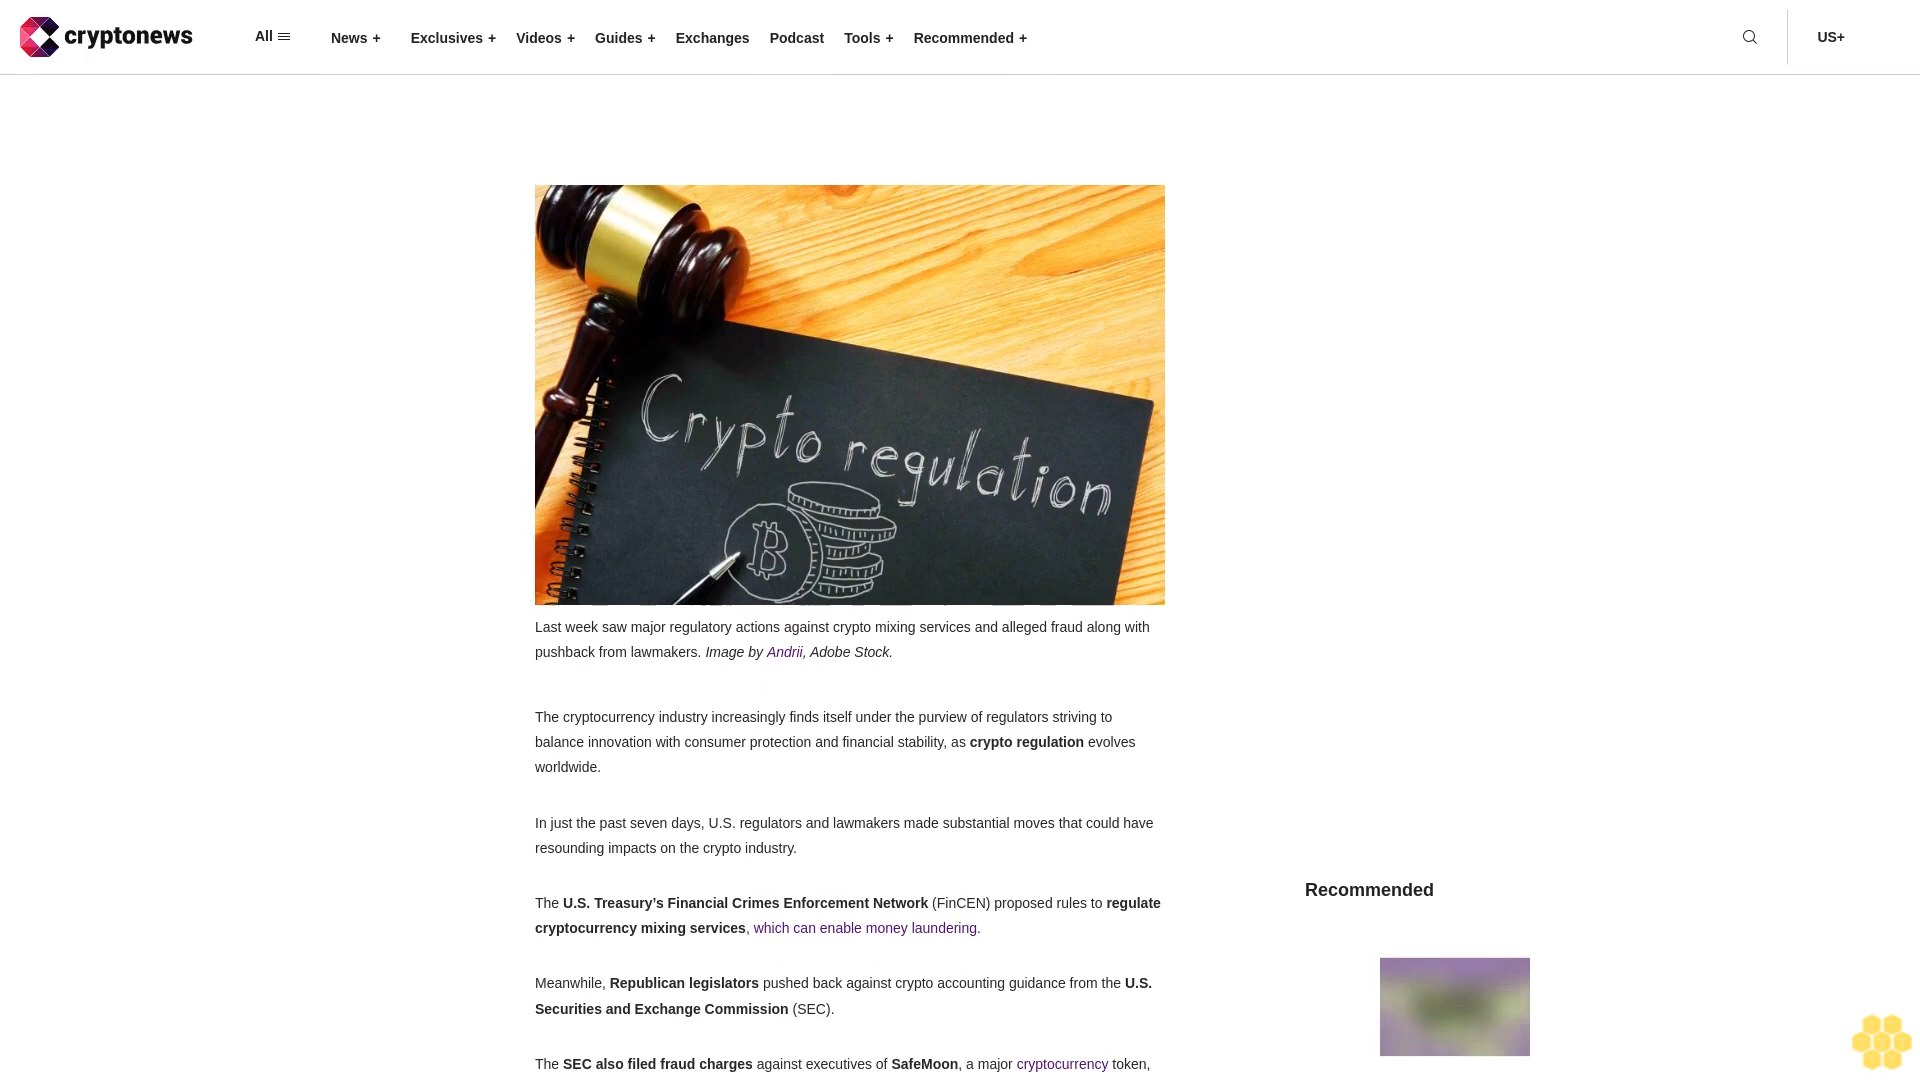 cryptonews
All
News +
Exclusives +
Videos +
Guides +
Exchanges
Podcast
Tools +
Recommended +
US+
Crypto regulation
B
Last week saw major regulatory actions against crypto mixing services and alleged fraud along with
pushback from lawmakers. Image by Andrii, Adobe Stock.
The cryptocurrency industry increasingly finds itself under the purview of regulators striving to
balance innovation with consumer protection and financial stability, as crypto regulation evolves
worldwide.
In just the past seven days, U.S. regulators and lawmakers made substantial moves that could have
resounding impacts on the crypto industry.
The U.S. Treasury’s Financial Crimes Enforcement Network (FinCEN) proposed rules to regulate
cryptocurrency mixing services, which can enable money laundering.
Meanwhile, Republican legislators pushed back against crypto accounting guidance from the U.S.
Securities and Exchange Commission (SEC).
The SEC also filed fraud charges against executives of SafeMoon, a major cryptocurrency token,
Recommended